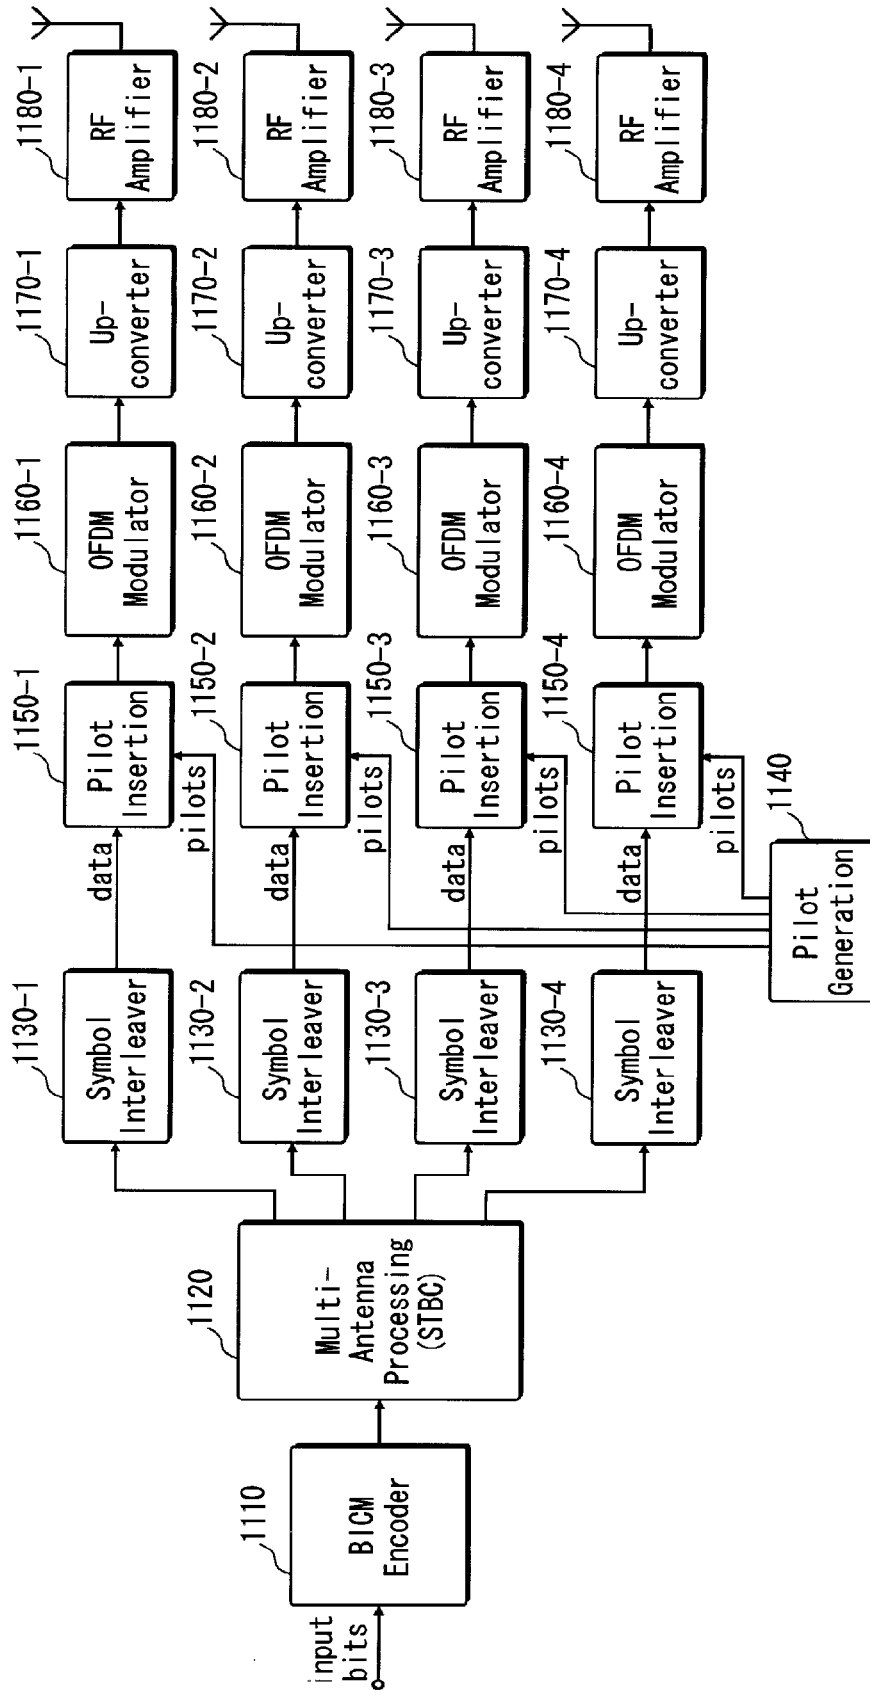 input
bits
1110
BICM
Encoder
1120
Multi-
Antenna
Processing
(STBC)
1130-1
Symbol
Interleaver
data
pilots
1150-1
Pilot
Insertion
1160-1
OFDM
Modulator
1170-1
Up-
converter
1180-1
RF
Amplifier
1130-2
Symbol
Interleaver
data
pilots
1150-2
Pilot
Insertion
1160-2
OFDM
Modulator
1170-2
Up-
converter
1180-2
RF
Amplifier
1130-3
Symbol
Interleaver
data
pilots
1150-3
Pilot
Insertion
1160-3
OFDM
Modulator
1170-3
Up-
converter
1180-3
RF
Amplifier
1130-4
Symbol
Interleaver
data
pilots
1150-4
Pilot
Insertion
1160-4
OFDM
Modulator
1170-4
Up-
converter
1180-4
RF
Amplifier
1140
Pilot
Generation